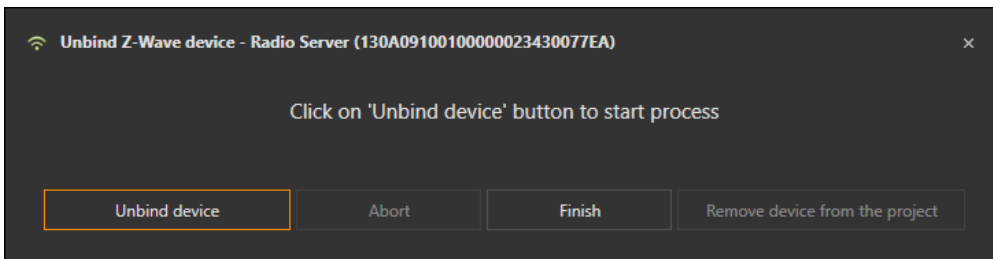 Unbind Z-Wave device - Radio Server (130A09100100000023430077EA)
Click on 'Unbind device' button to start process
Unbind device
Abort
Finish
Remove device from the project